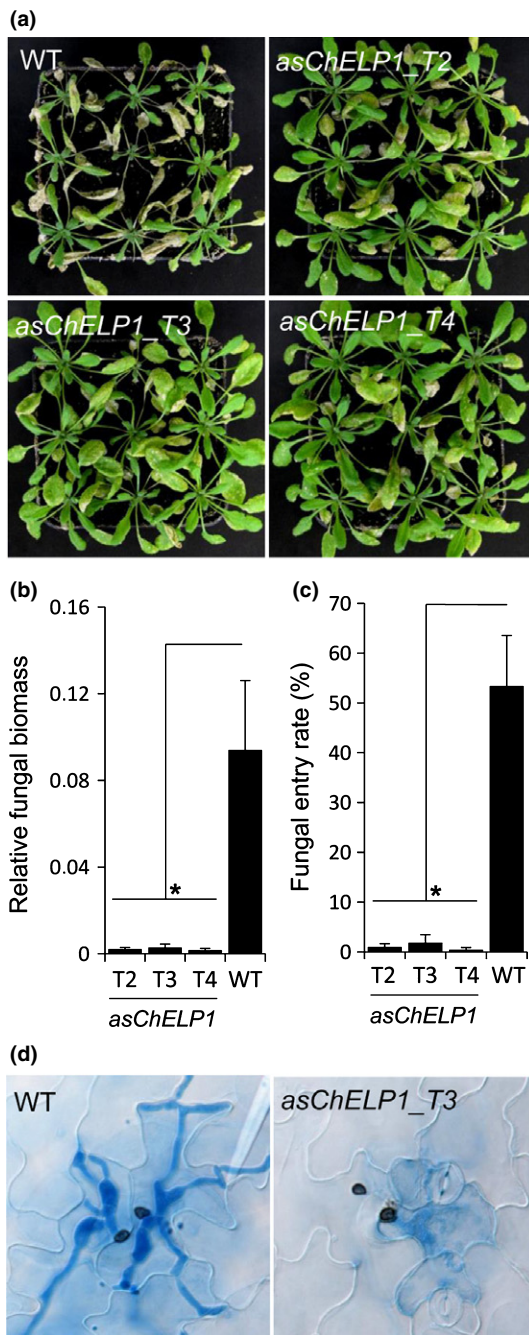 (a)
WT
asChELP1_T2
asChELP1_T3
asChELP1_T4
(b)
Relative fungal biomass
0.16
0.12
0.08
0.04
0
*
T2 T3 T4 WT
asChELP1
(c)
Fungal entry rate (%)
70
60
50
40
30
20
10
0
*
T2 T3 T4 WT
asChELP1
(d)
WT
asChELP1_T3